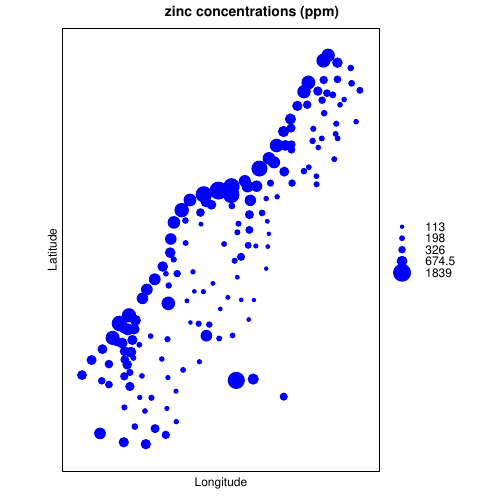 zinc concentrations (ppm)
Latitude
113
198
326
674.5
1839
Longitude